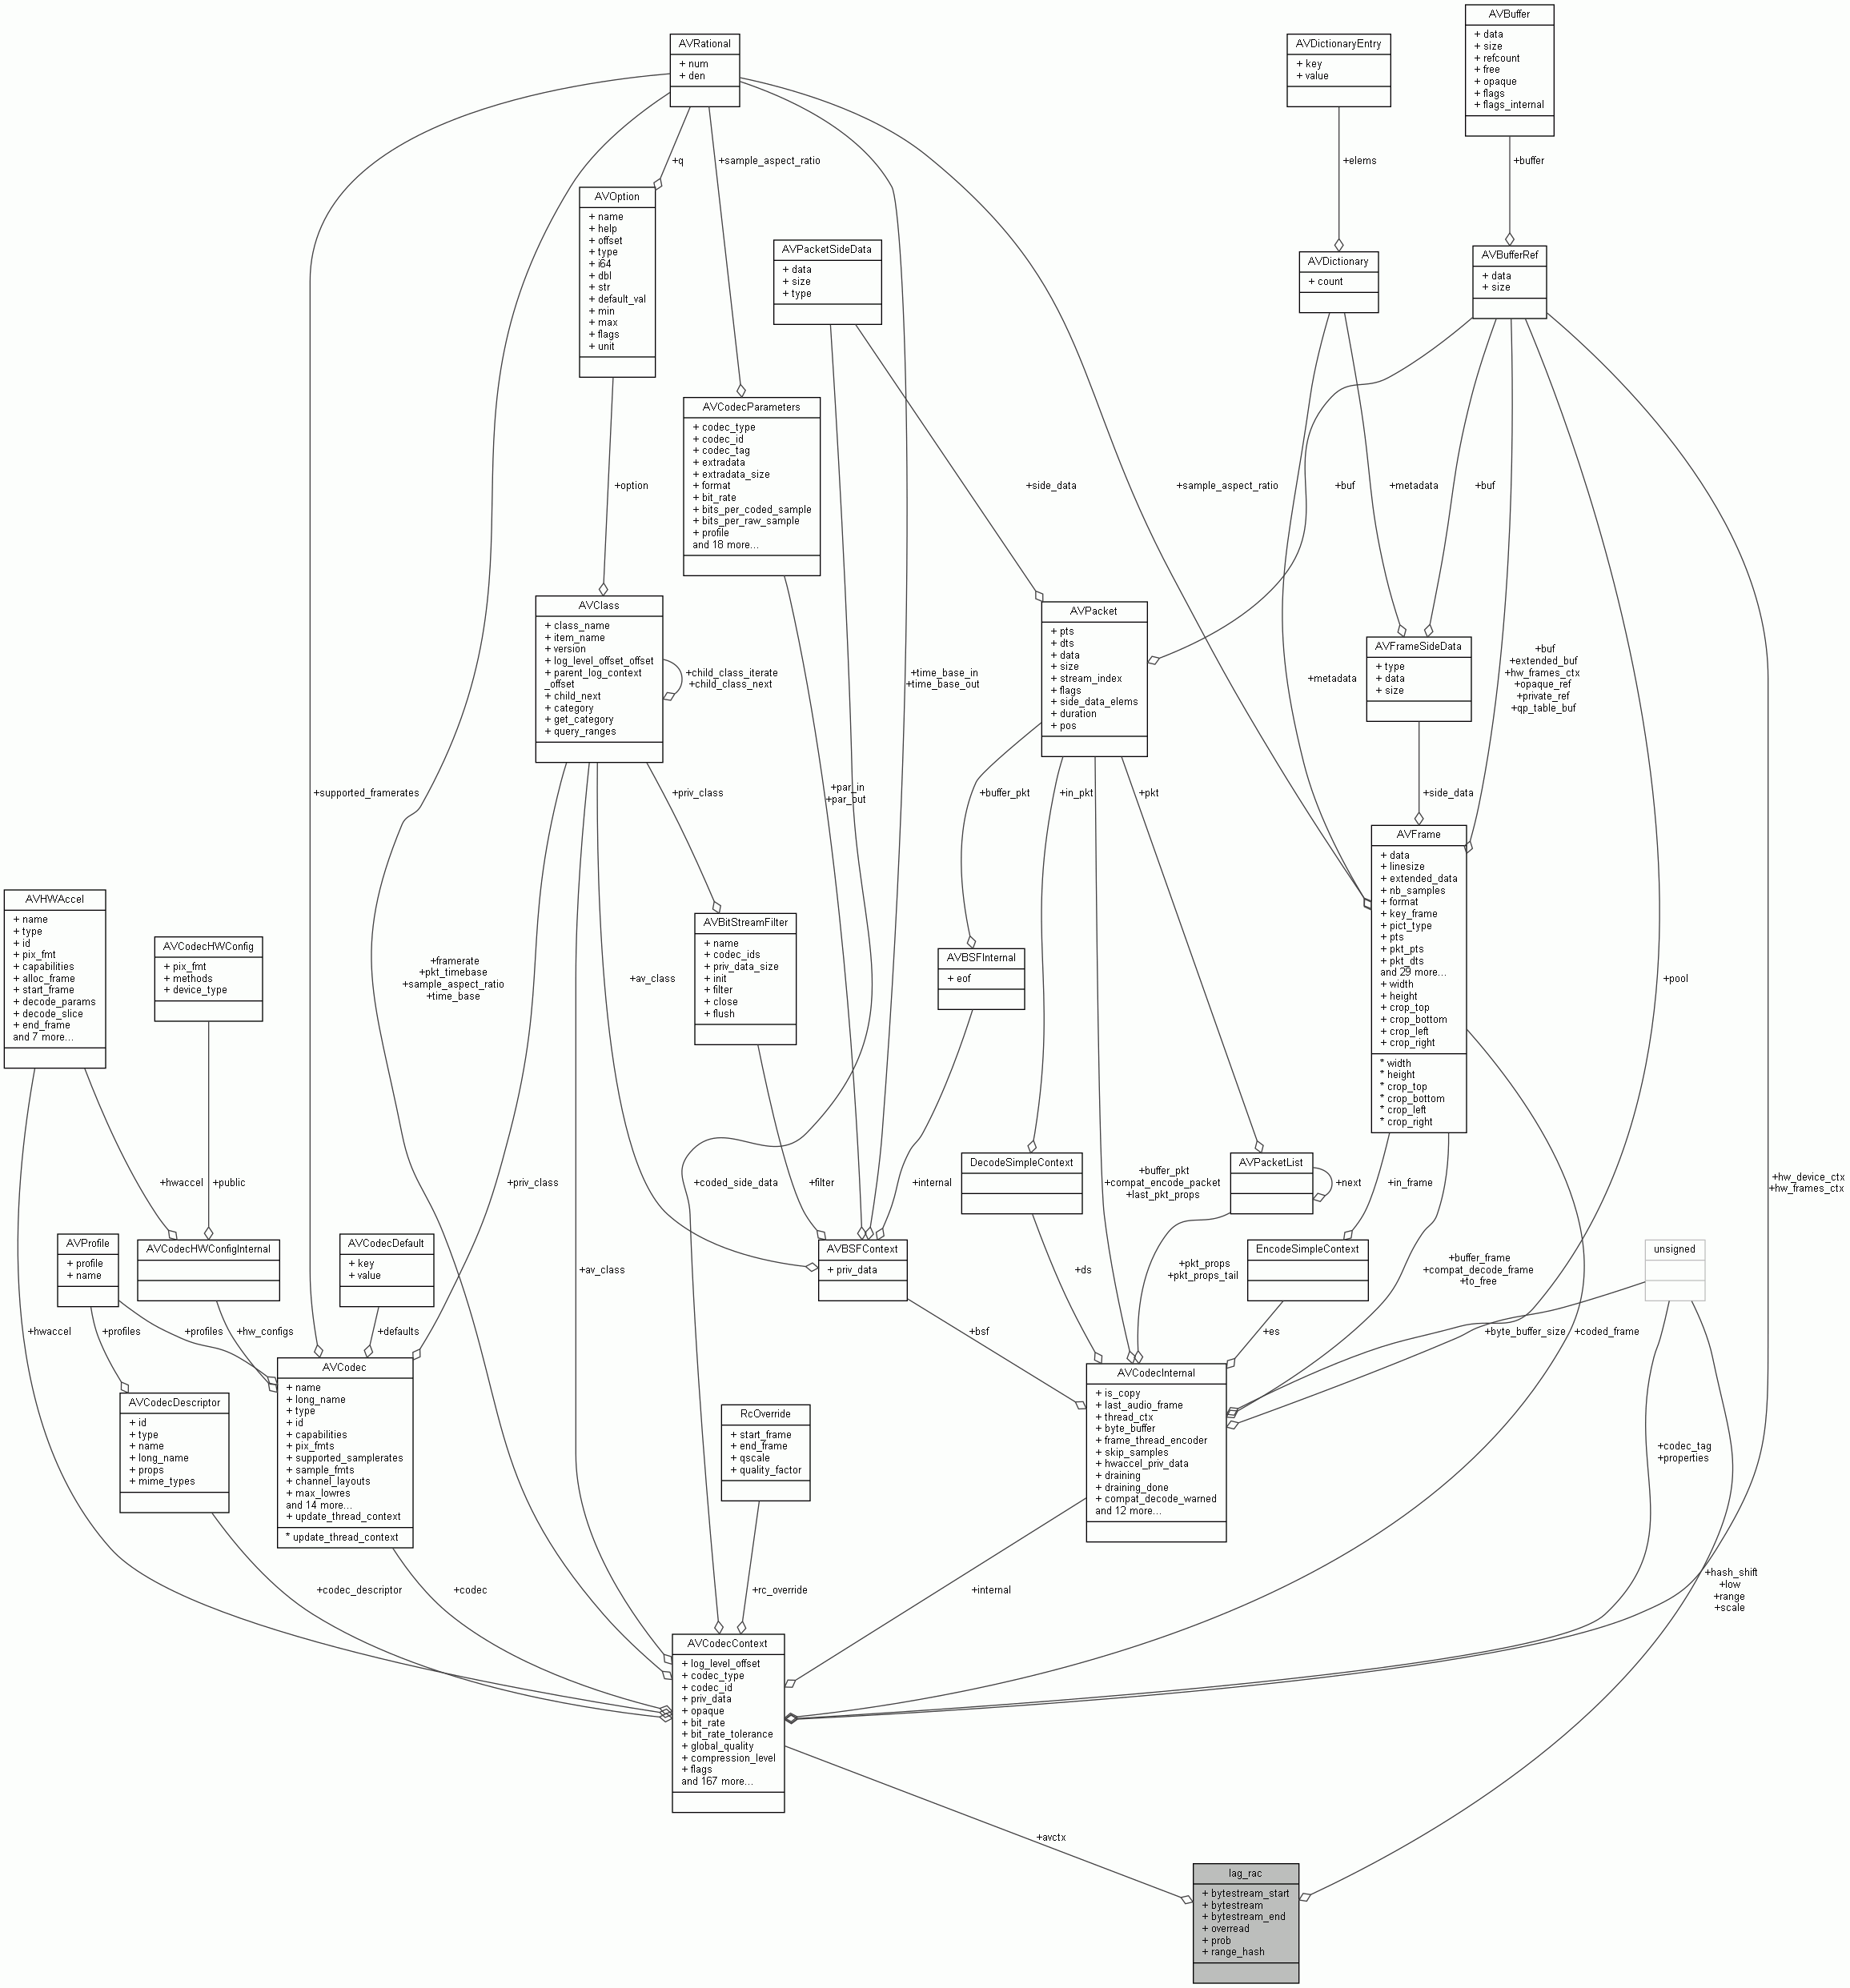 AVBuffer
+ data
+ size
+ refcount
+ free
+ opaque
+ flags
+ flags_internal
AVRational
+ num
+ den
AVDictionaryEntry
+ key
+ value
+q
+sample_aspect_ratio
+elems
+buffer
AVOption
+ name
+ help
+ offset
+ type
+ i64
+ dbl
+ str
+ default_val
+ min
+ max
+ flags
+ unit
AVPacketSideData
+ data
+ size
+ type
AVDictionary
+ count
AVBufferRef
+ data
+ size
AVCodecParameters
+ codec_type
+ codec_id
+ codec_tag
+ extradata
+ extradata_size
+ format
+ bit_rate
+ bits_per_coded_sample
+ bits_per_raw_sample
+ profile
and 18 more...
+option
+side_data
+sample_aspect_ratio
+buf
+metadata
+buf
AVClass
+ class_name
+ item_name
+ version
+ log_level_offset_offset
+ parent_log_context
_offset
+ child_next
+ category
+ get_category
+ query_ranges
+child_class_iterate
+child_class_next
+time_base_in
+time_base_out
AVPacket
+ pts
+ dts
+ data
+ size
+ stream_index
+ flags
+ side_data_elems
+ duration
+ pos
+metadata
AVFrameSideData
+ type
+ data
+ size
+buf
+extended_buf
+hw_frames_ctx
+opaque_ref
+private_ref
+qp_table_buf
+supported_framerates
+priv_class
+par_in
+par_out
+buffer_pkt
+in_pkt
+pkt
+side_data
AVFrame
+ data
+ linesize
+ extended_data
+ nb_samples
+ format
+ key_frame
+ pict_type
+ pts
+ pkt_pts
+ pkt_dts
and 29 more...
+ width
+ height
+ crop_top
+ crop_bottom
+ crop_left
+ crop_right
* width
* height
* crop_top
* crop_bottom
* crop_left
* crop_right
AVHWAccel
+ name
+ type
+ id
+ pix_fmt
+ capabilities
+ alloc_frame
+ start_frame
+ decode_params
+ decode_slice
+ end_frame
and 7 more...
AVCodecHWConfig
+ pix_fmt
+ methods
+ device_type
+framerate
+pkt_timebase
+sample_aspect_ratio
+time_base
+av_class
AVBitStreamFilter
+ name
+ codec_ids
+ priv_data_size
+ init
+ filter
+ close
+ flush
AVBSFInternal
+ eof
+pool
+hwaccel
+public
+priv_class
+coded_side_data
+filter
+internal
DecodeSimpleContext
+buffer_pkt
+compat_encode_packet
+last_pkt_props
AVPacketList
+next
+in_frame
+hw_device_ctx
+hw_frames_ctx
AVProfile
+ profile
+ name
AVCodecHWConfigInternal
AVCodecDefault
+ key
+ value
+av_class
AVBSFContext
+ priv_data
+ds
+pkt_props
+pkt_props_tail
EncodeSimpleContext
+buffer_frame
+compat_decode_frame
+to_free
unsigned
+hwaccel
+profiles
+profiles
+hw_configs
+defaults
+bsf
+es
+byte_buffer_size
+coded_frame
AVCodecDescriptor
+ id
+ type
+ name
+ long_name
+ props
+ mime_types
AVCodec
+ name
+ long_name
+ type
+ id
+ capabilities
+ pix_fmts
+ supported_samplerates
+ sample_fmts
+ channel_layouts
+ max_lowres
and 14 more...
+ update_thread_context
* update_thread_context
RcOverride
+ start_frame
+ end_frame
+ qscale
+ quality_factor
AVCodecInternal
+ is_copy
+ last_audio_frame
+ thread_ctx
+ byte_buffer
+ frame_thread_encoder
+ skip_samples
+ hwaccel_priv_data
+ draining
+ draining_done
+ compat_decode_warned
and 12 more...
+codec_tag
+properties
+codec_descriptor
+codec
+rc_override
+internal
+hash_shift
+low
+range
+scale
AVCodecContext
+ log_level_offset
+ codec_type
+ codec_id
+ priv_data
+ opaque
+ bit_rate
+ bit_rate_tolerance
+ global_quality
+ compression_level
+ flags
and 167 more...
+avctx
lag_rac
+ bytestream_start
+ bytestream
+ bytestream_end
+ overread
+ prob
+ range_hash